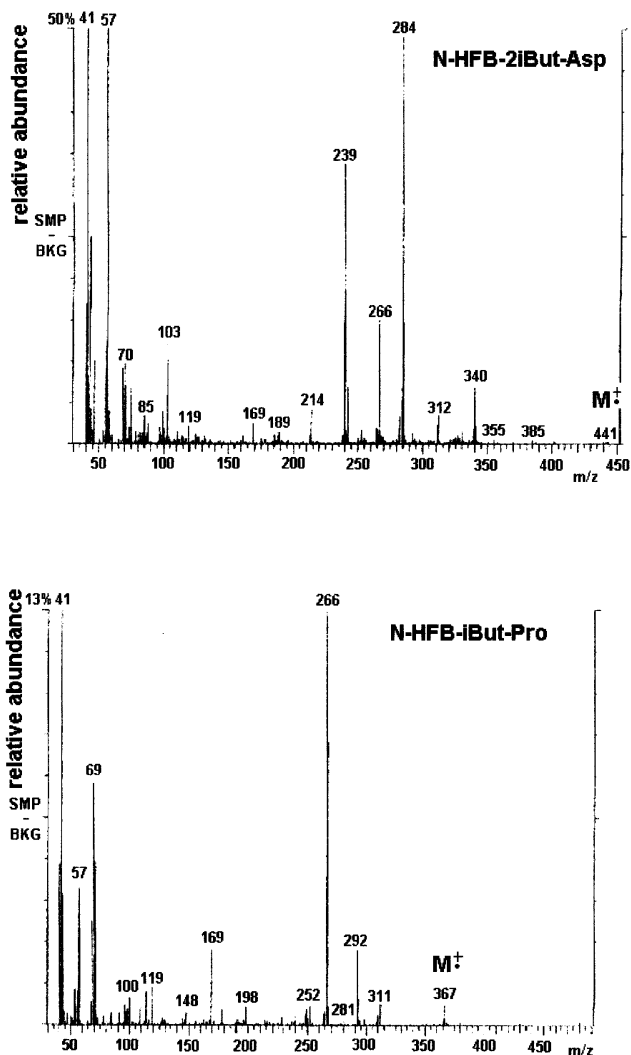 50% 41 57 284
N-HFB-2iBut-Asp
239
relative abundance
SMP
BKG
266
103
70
340
85
119
169
189
214
312
355
385
M+•
441
50 100 150 200 250 300 350 400 450
m/z
13% 41 266
N-HFB-iBut-Pro
relative abundance
69
SMP
BKG
57
169
292
M+•
100
119
148
198
252
281
311
367
50 100 150 200 250 300 350 400 450
m/z